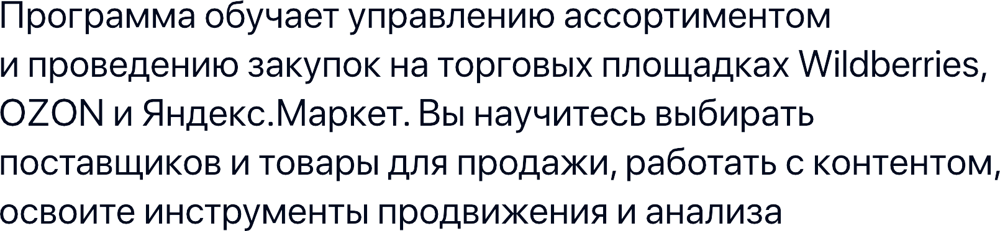 Программа обучает управлению ассортиментом
и проведению закупок на торговых площадках Wildberries,
OZON и Яндекс.Маркет. Вы научитесь выбирать
поставщиков и товары для продажи, работать с контентом,
освоите инструменты продвижения и анализа